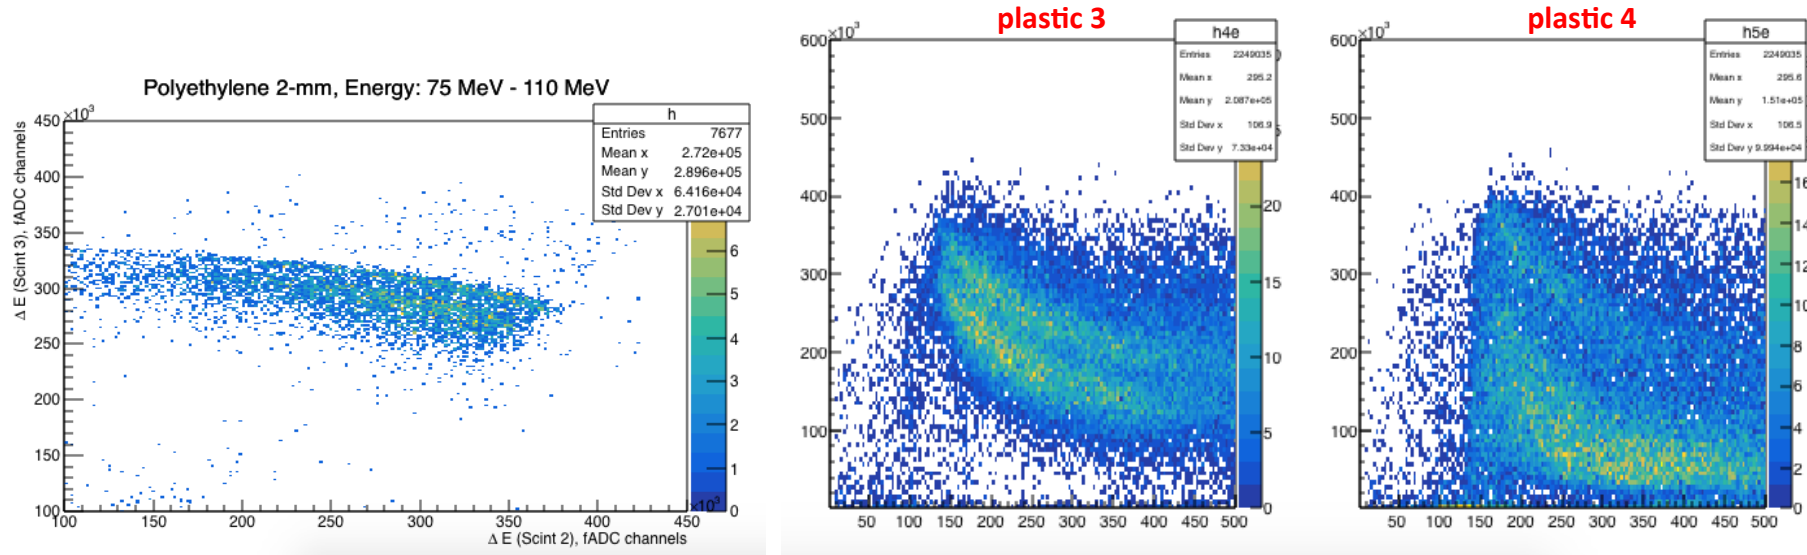 Polyethylene 2-mm, Energy: 75 MeV - 110 MeV
×10³
h
Entries 7677
Mean x 2.72e+05
Mean y 2.896e+05
Std Dev x 6.416e+04
Std Dev y 2.701e+04
450
400
350
300
250
200
150
100
Δ E (Scint 3), fADC channels
100 150 200 250 300 350 400 450
×10³
Δ E (Scint 2), fADC channels
6
5
4
3
2
1
0
plastic 3
×10³
h4e
Entries 2249035
Mean x 295.2
Mean y 2.087e+05
Std Dev x 106.9
Std Dev y 7.33e+04
600
500
400
300
200
100
50 100 150 200 250 300 350 400 450 500
20
15
10
5
0
plastic 4
×10³
h5e
Entries 2249035
Mean x 295.6
Mean y 1.51e+05
Std Dev x 106.5
Std Dev y 9.994e+04
600
500
400
300
200
100
50 100 150 200 250 300 350 400 450 500
16
14
12
10
8
6
4
2
0